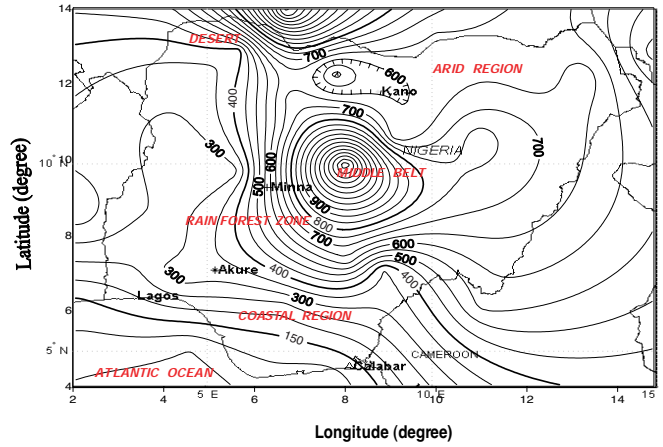 14
DESERT
700
600
ARID REGION
12
400
Kano
700
300
NIGERIA
700
10° 10
600
MIDDLE BELT
500
Minna
900
RAIN FOREST ZONE
800
8
700
600
500
Akure
400
400
300
Lagos
300
6
COASTAL REGION
150
5° N
CAMEROON
Calabar
ATLANTIC OCEAN
4
2 4 5 E 6 8 10 E 12 14 15
Latitude (degree)
Longitude (degree)